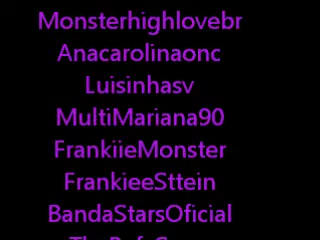 Monsterhighlovebr
Anacarolinaonc
Luisinhasv
MultiMariana90
FrankiieMonster
FrankieeSttein
BandaStarsOficial